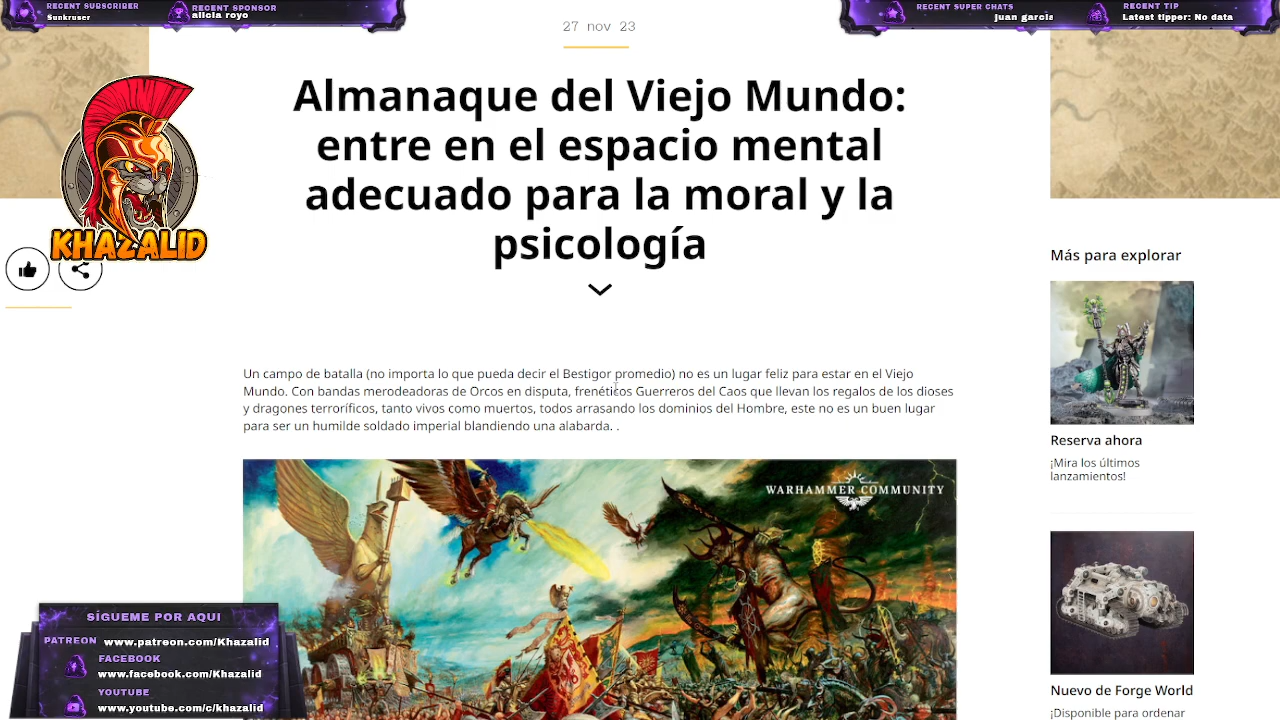 RECENT SUBSCRIBER
Sunkruser
RECENT SPONSOR
alicia royo
RECENT SUPER CHATS
juan garcia
RECENT TIP
Latest tipper: No data
27 nov 23
Almanaque del Viejo Mundo:
entre en el espacio mental
adecuado para la moral y la
psicología
KHAZALID
Un campo de batalla (no importa lo que pueda decir el Bestigor promedio) no es un lugar feliz para estar en el Viejo
Mundo. Con bandas merodeadoras de Orcos en disputa, frenéticos Guerreros del Caos que llevan los regalos de los dioses
y dragones terroríficos, tanto vivos como muertos, todos arrasando los dominios del Hombre, este no es un buen lugar
para ser un humilde soldado imperial blandiendo una alabarda. .
WARHAMMER COMMUNITY
Más para explorar
Reserva ahora
¡Mira los últimos
lanzamientos!
Nuevo de Forge World
¡Disponible para ordenar
SÍGUEME POR AQUI
PATREON www.patreon.com/Khazalid
FACEBOOK
www.facebook.com/Khazalid
YOUTUBE
www.youtube.com/c/khazalid